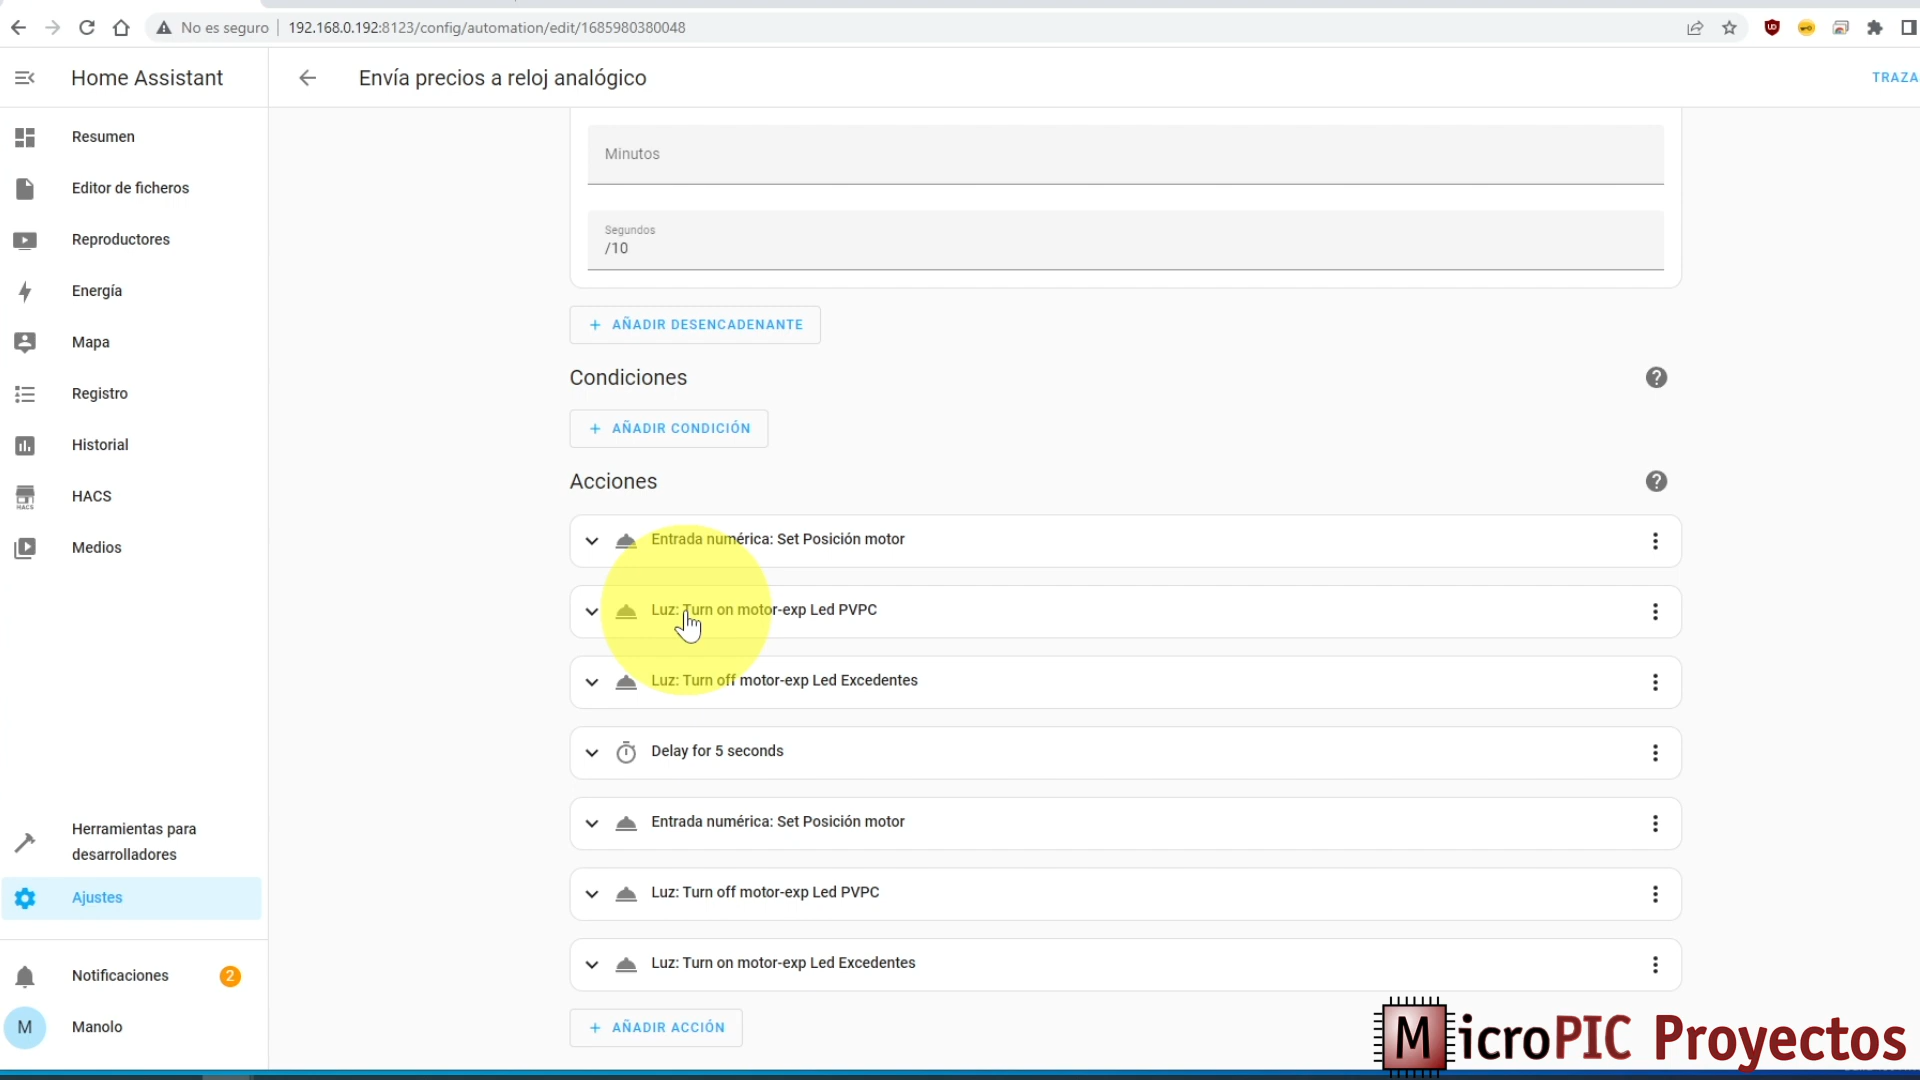 No es seguro
192.168.0.192:8123/config/automation/edit/1685980380048
Home Assistant
Envía precios a reloj analógico
TRAZA
Resumen
Editor de ficheros
Reproductores
Energía
Mapa
Registro
Historial
HACS
HACS
Medios
Herramientas para
desarrolladores
Ajustes
Notificaciones
2
M
Manolo
Minutos
Segundos
/10
+ AÑADIR DESENCADENANTE
Condiciones
?
+ AÑADIR CONDICIÓN
Acciones
?
Entrada numérica: Set Posición motor
Luz: Turn on motor-exp Led PVPC
Luz: Turn off motor-exp Led Excedentes
Delay for 5 seconds
Entrada numérica: Set Posición motor
Luz: Turn off motor-exp Led PVPC
Luz: Turn on motor-exp Led Excedentes
+ AÑADIR ACCIÓN
MicroPIC Proyectos